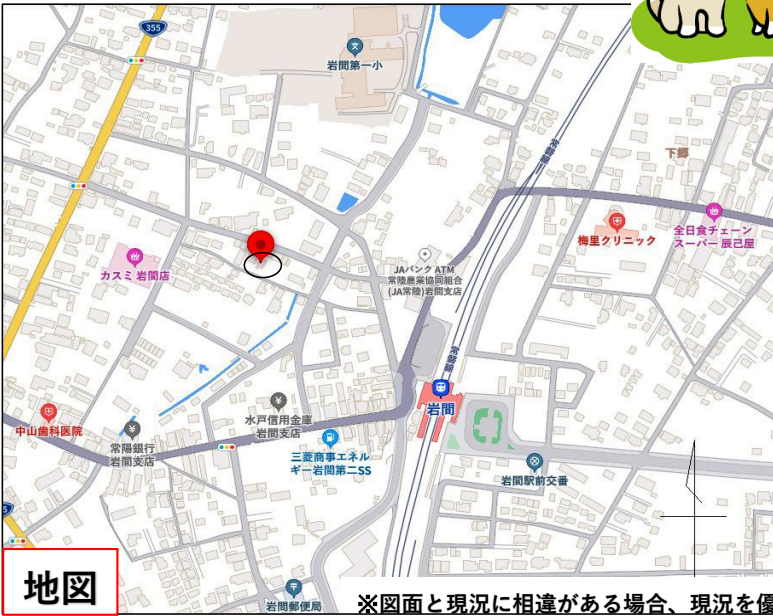 355
岩間第一小
常磐線
下郷
梅里クリニック
全日食チェーン
スーパー 辰己屋
カスミ 岩間店
JAバンク ATM
常陸農業協同組合
(JA常陸)岩間支店
常磐線
岩間
中山歯科医院
常陽銀行
岩間支店
水戸信用金庫
岩間支店
三菱商事エネル
ギー岩間第二SS
岩間駅前交番
地図
岩間郵便局
※図面と現況に相違がある場合、現況を優